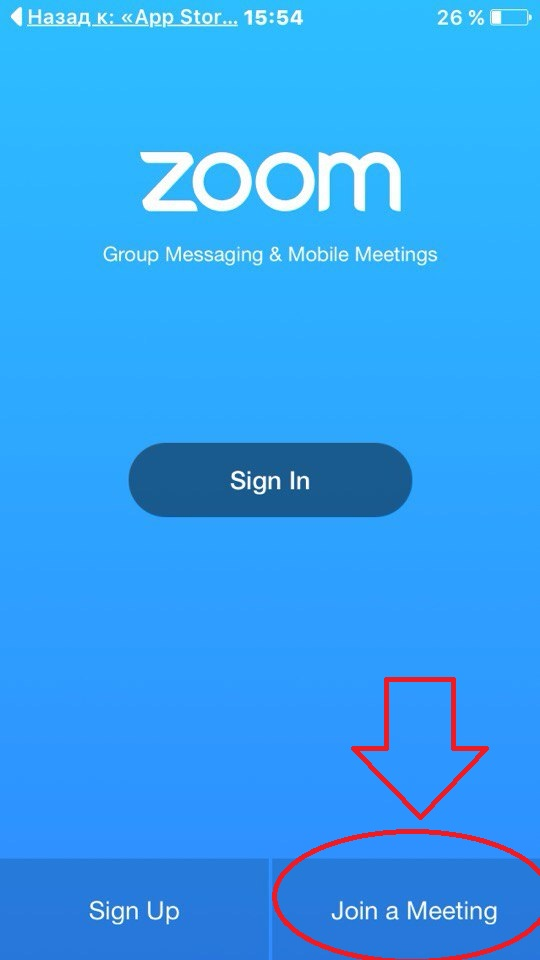 Назад к: «App Stor... 15:54 26 %
zoom
Group Messaging & Mobile Meetings
Sign In
Sign Up
Join a Meeting